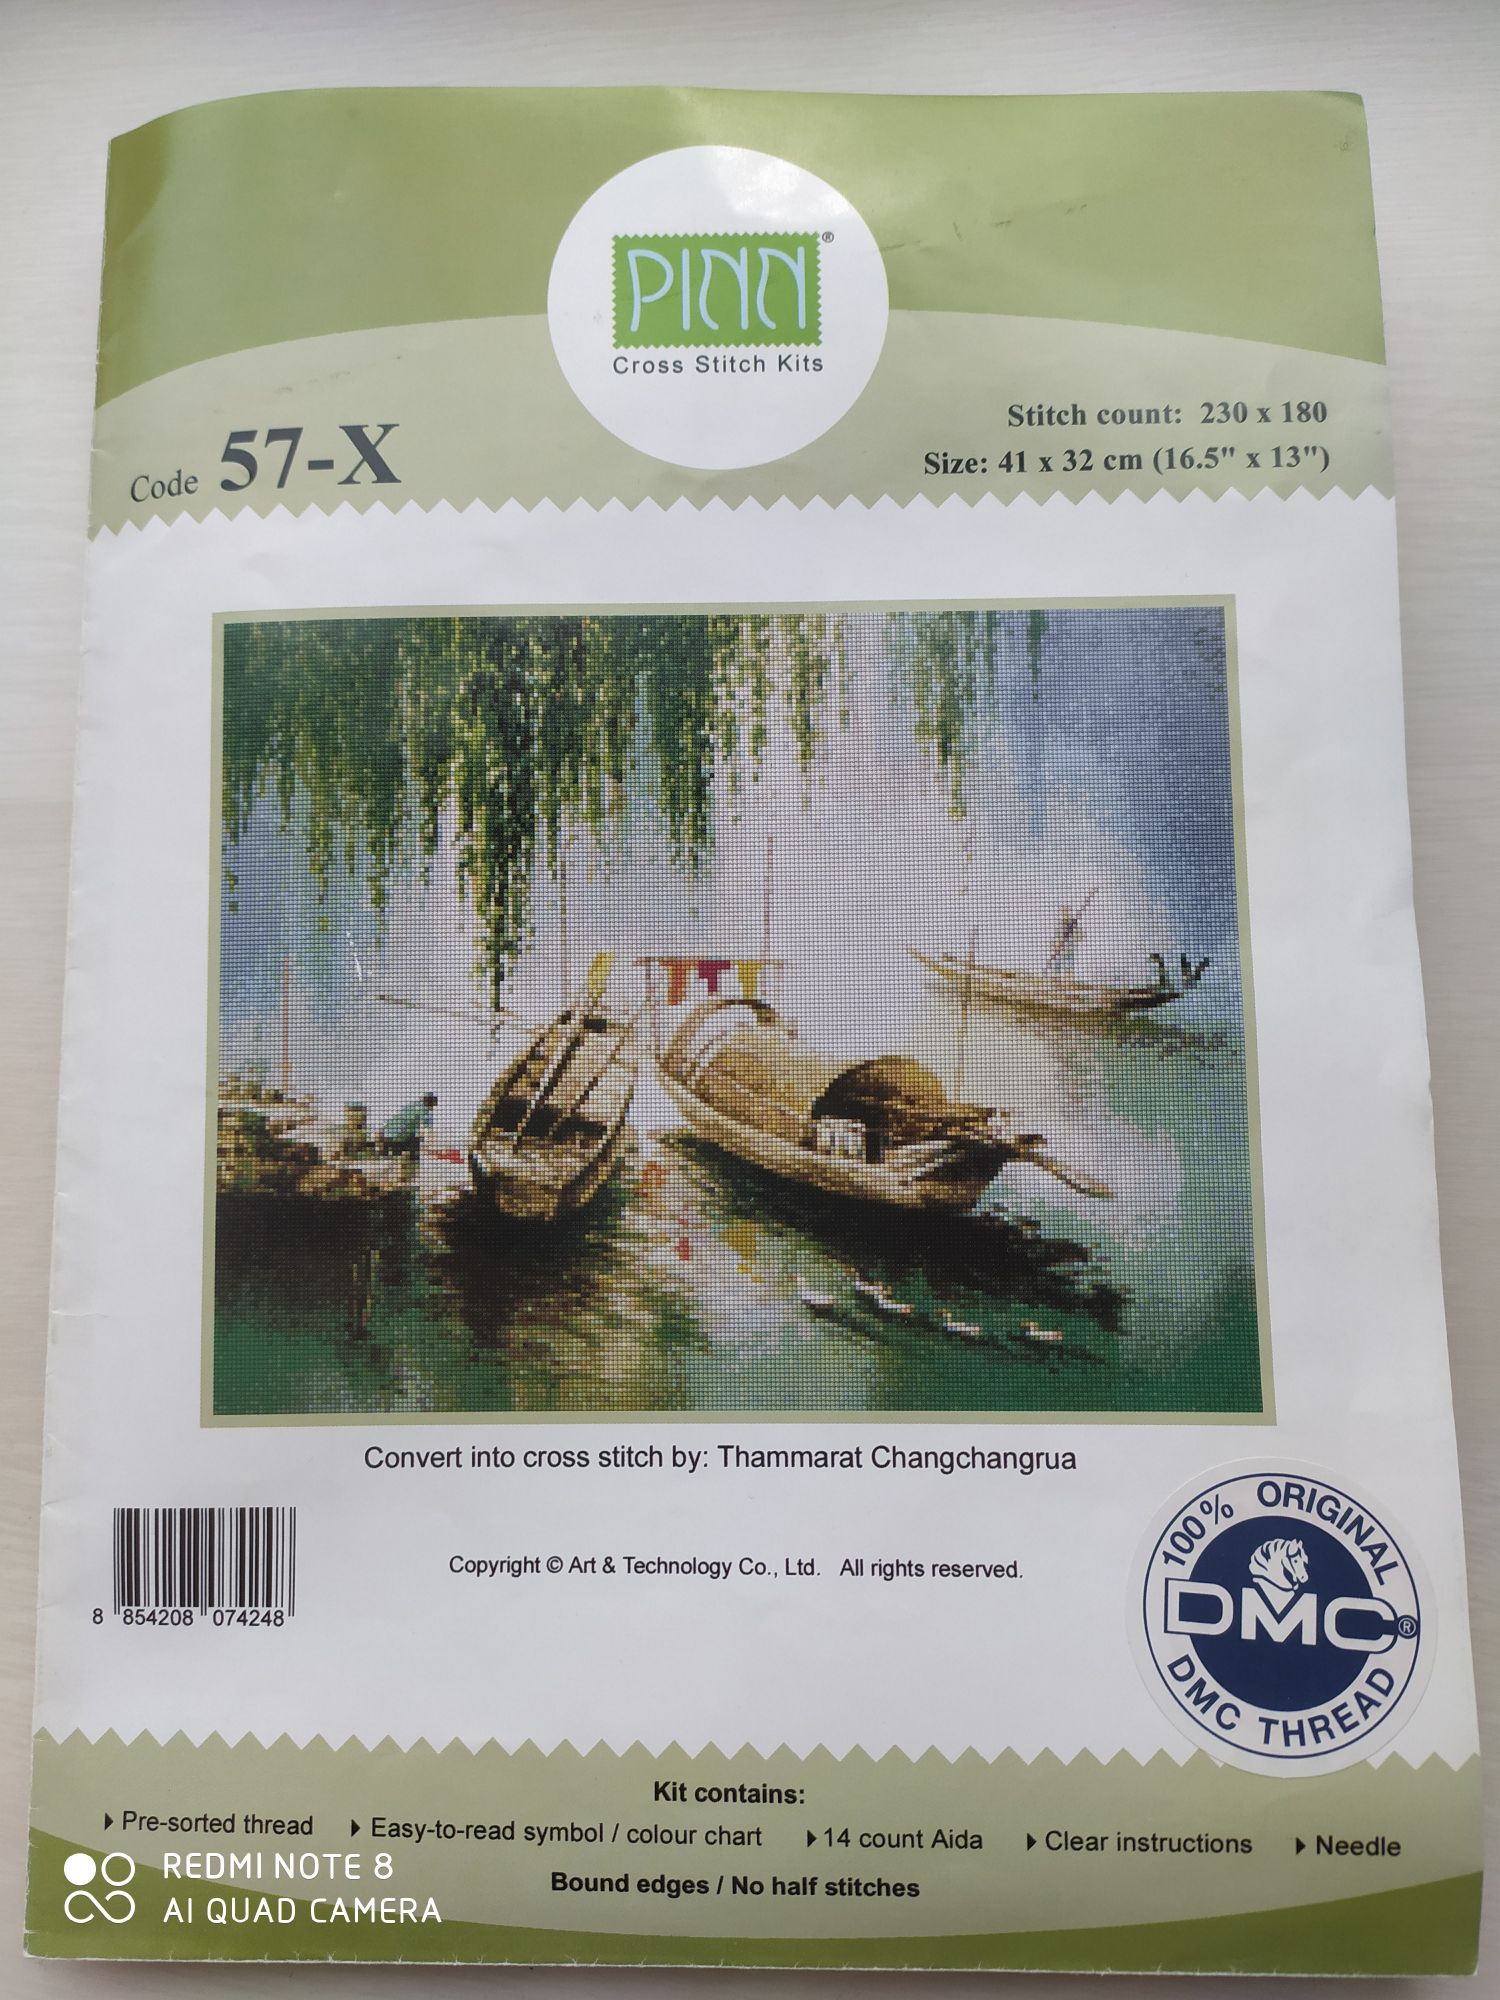 PINN®
Cross Stitch Kits
Code 57-X
Stitch count: 230 x 180
Size: 41 x 32 cm (16.5" x 13")
Convert into cross stitch by: Thammarat Changchangrua
8 854208 074248
Copyright © Art & Technology Co., Ltd. All rights reserved.
100% ORIGINAL
DMC®
DMC THREAD
Kit contains:
Pre-sorted thread Easy-to-read symbol / colour chart 14 count Aida Clear instructions Needle
Bound edges / No half stitches
REDMI NOTE 8
AI QUAD CAMERA